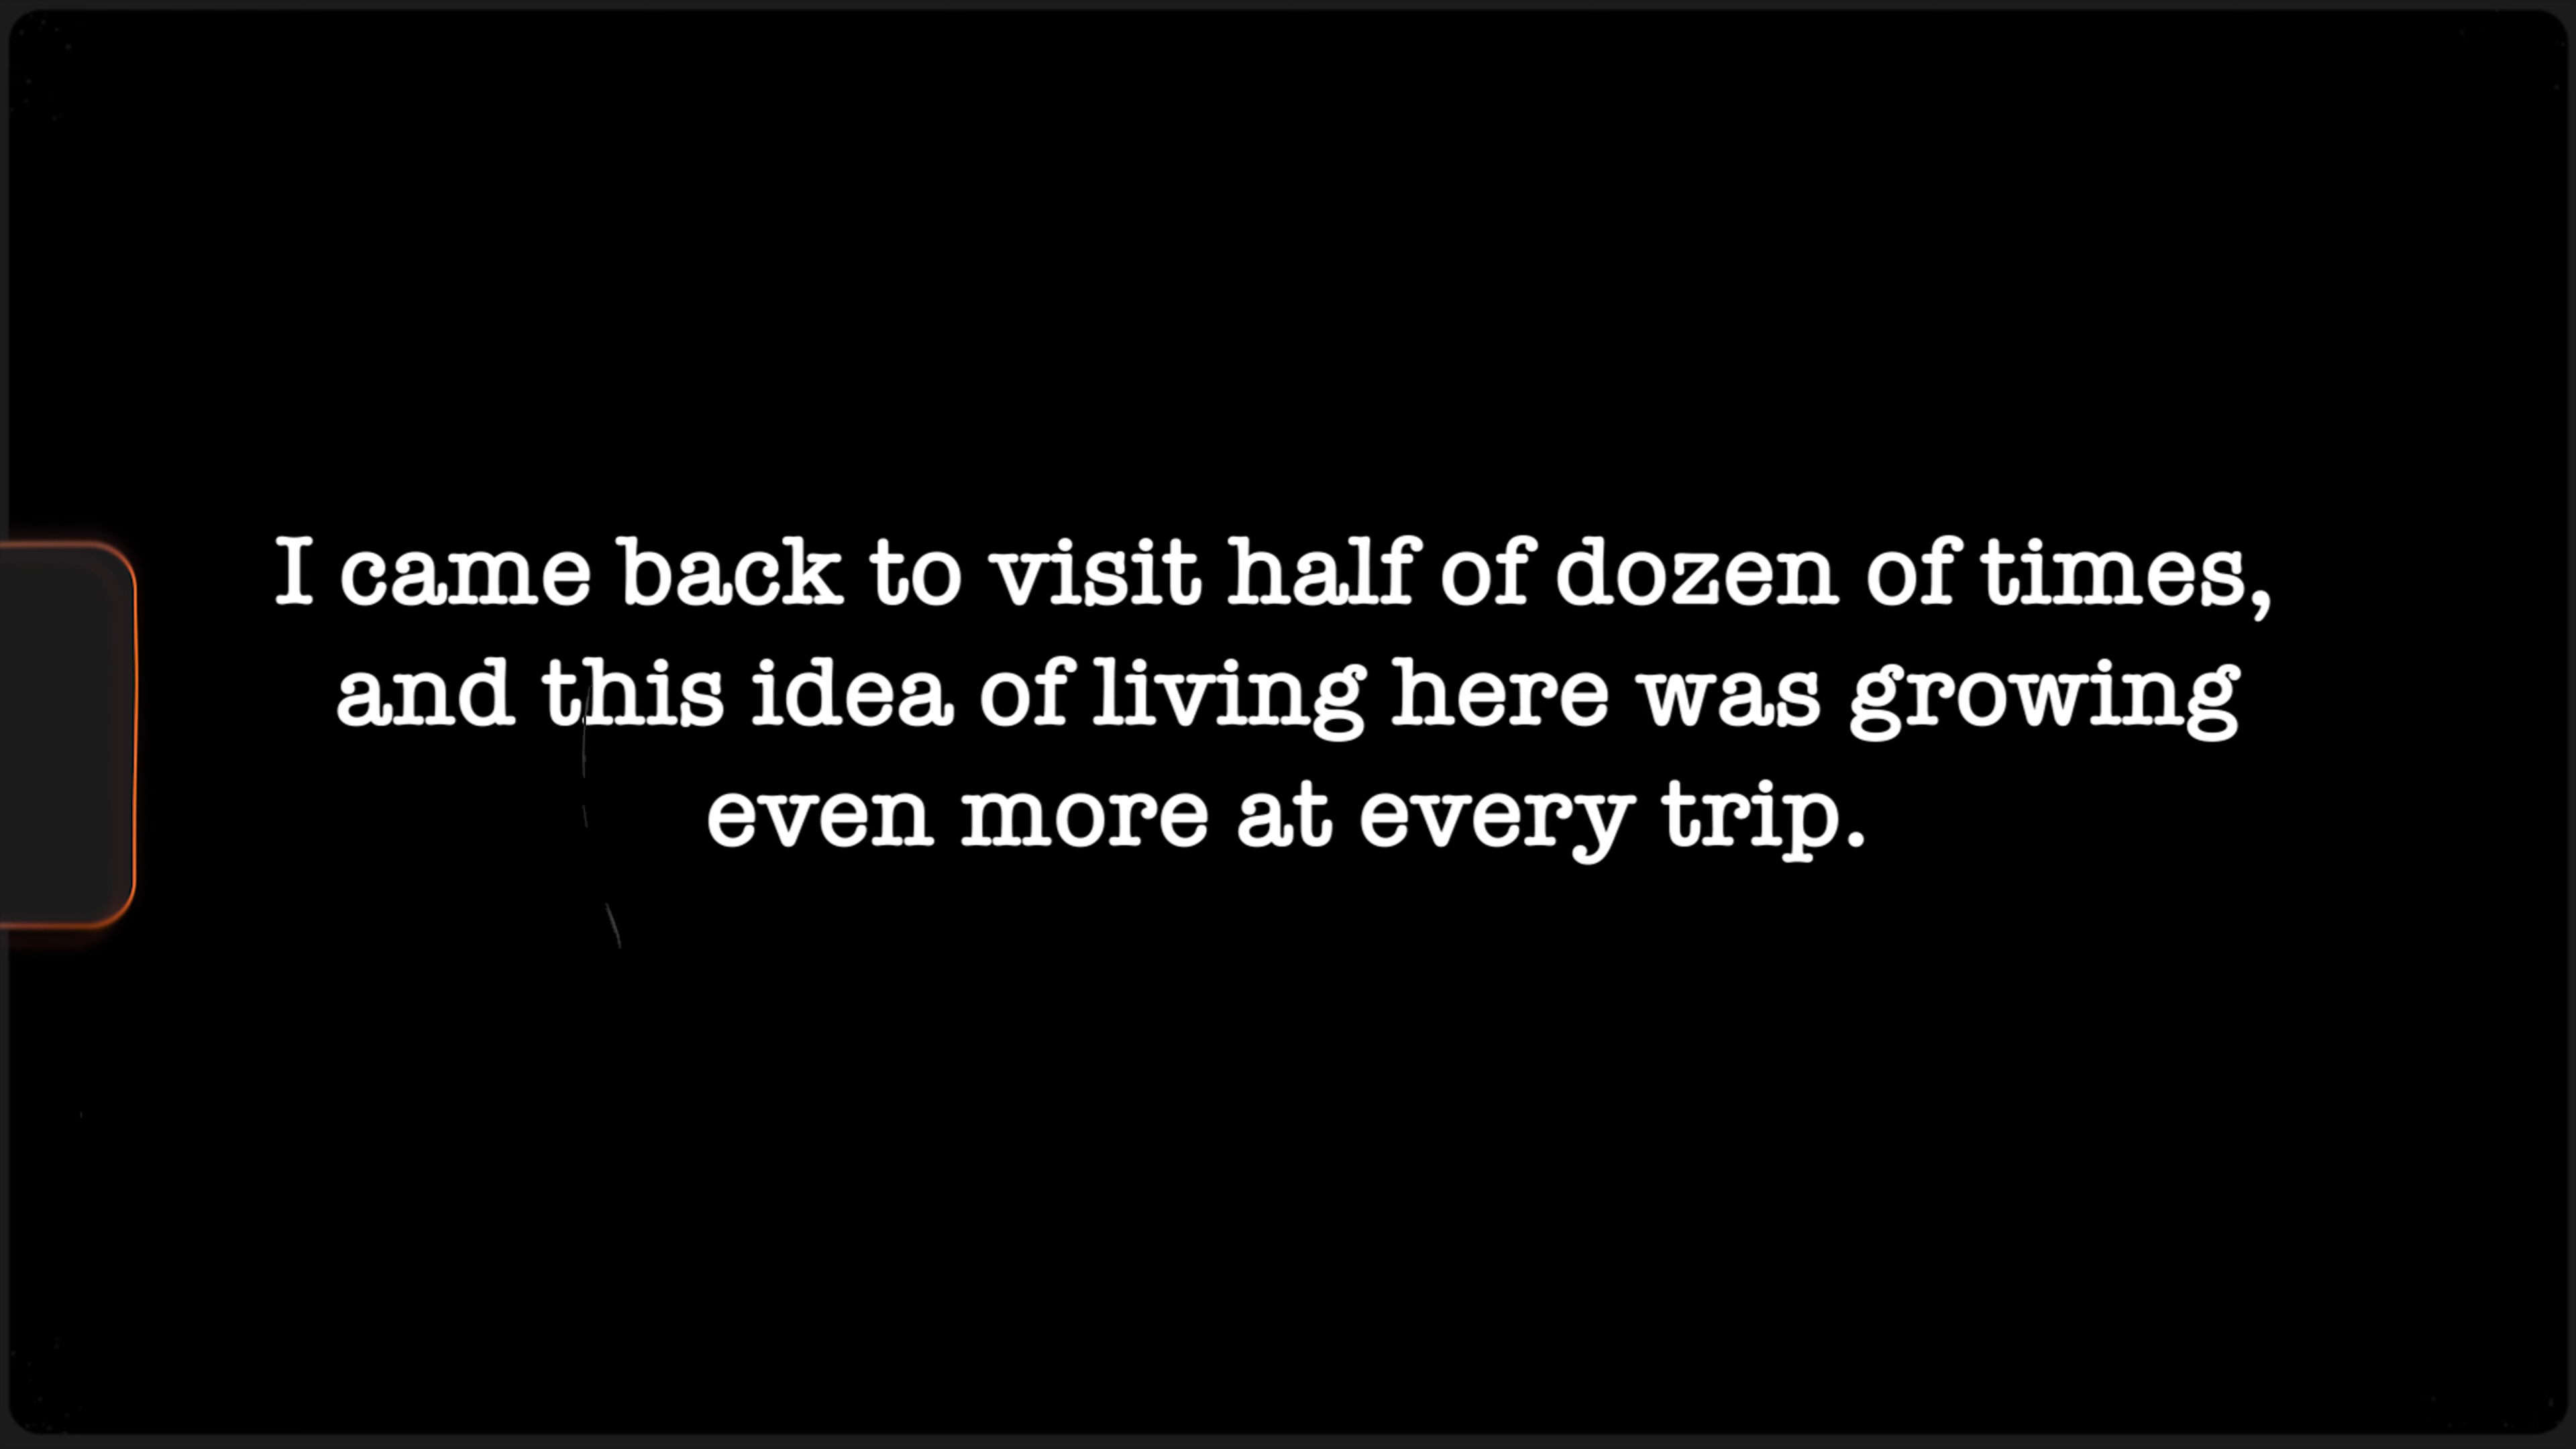 I came back to visit half of dozen of times,
and this idea of living here was growing
even more at every trip.